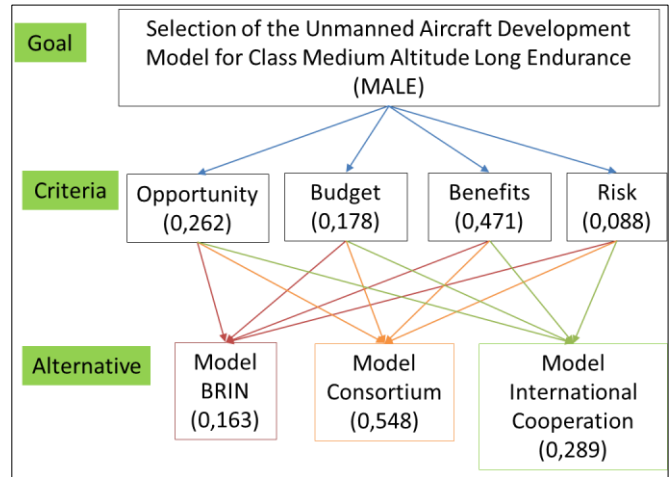 Goal
Selection of the Unmanned Aircraft Development
Model for Class Medium Altitude Long Endurance
(MALE)
Criteria
Opportunity
(0,262)
Budget
(0,178)
Benefits
(0,471)
Risk
(0,088)
Alternative
Model
BRIN
(0,163)
Model
Consortium
(0,548)
Model
International
Cooperation
(0,289)